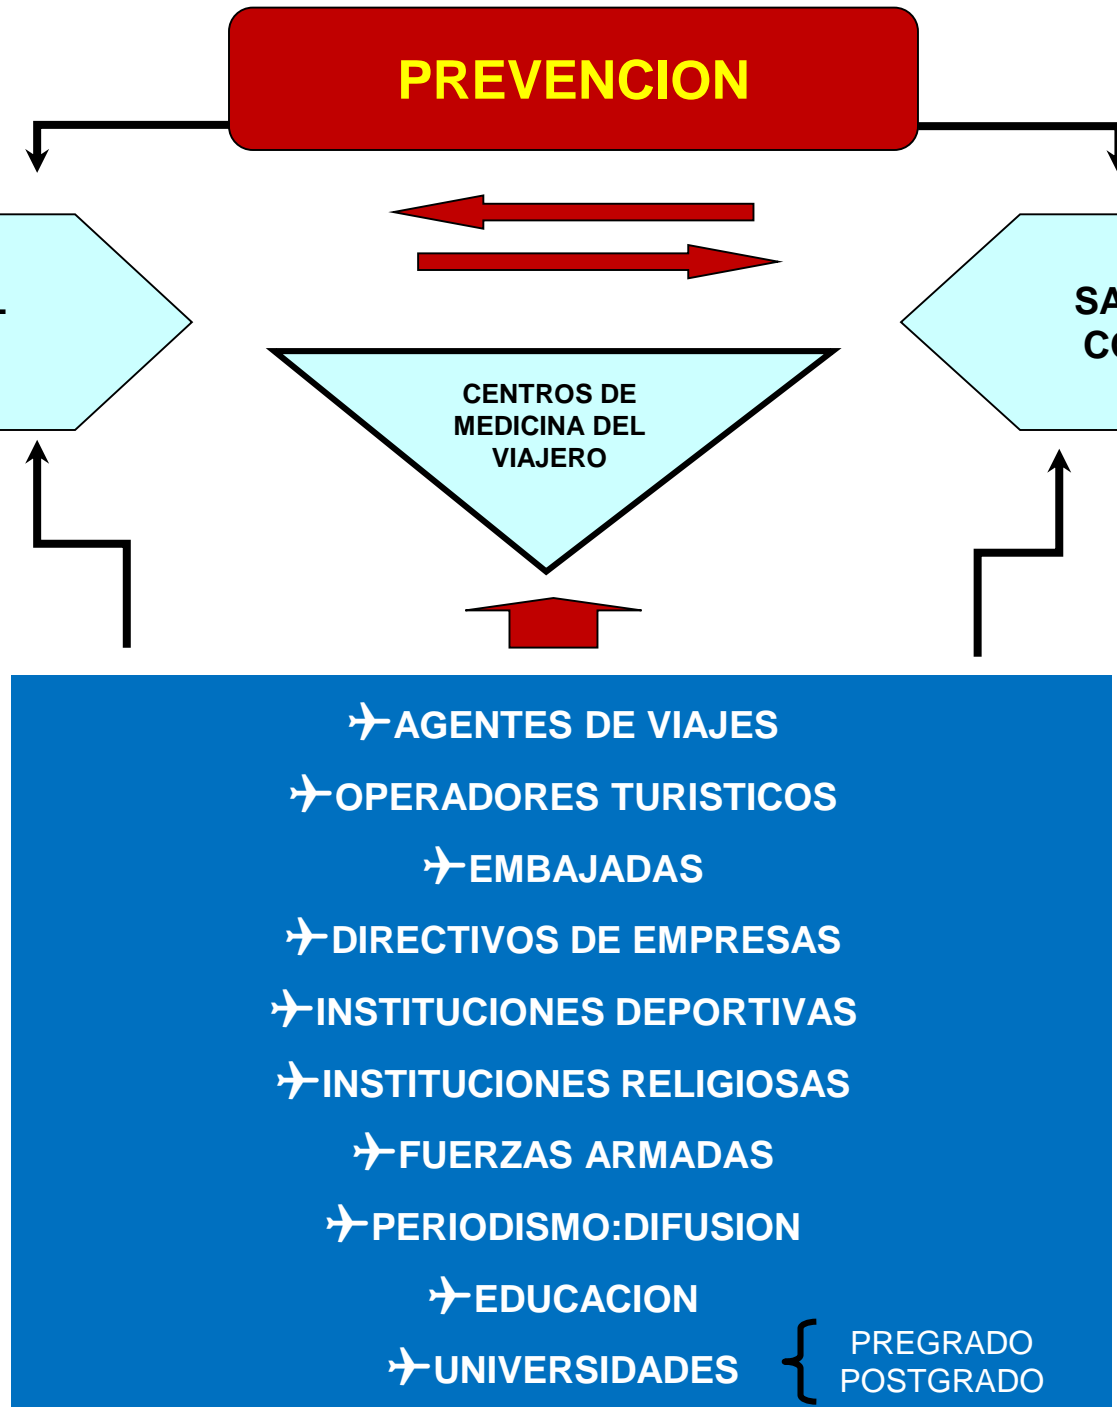 PREVENCION
CENTROS DE
MEDICINA DEL
VIAJERO
AGENTES DE VIAJES
OPERADORES TURISTICOS
EMBAJADAS
DIRECTIVOS DE EMPRESAS
INSTITUCIONES DEPORTIVAS
INSTITUCIONES RELIGIOSAS
FUERZAS ARMADAS
PERIODISMO:DIFUSION
EDUCACION
UNIVERSIDADES
PREGRADO
POSTGRADO